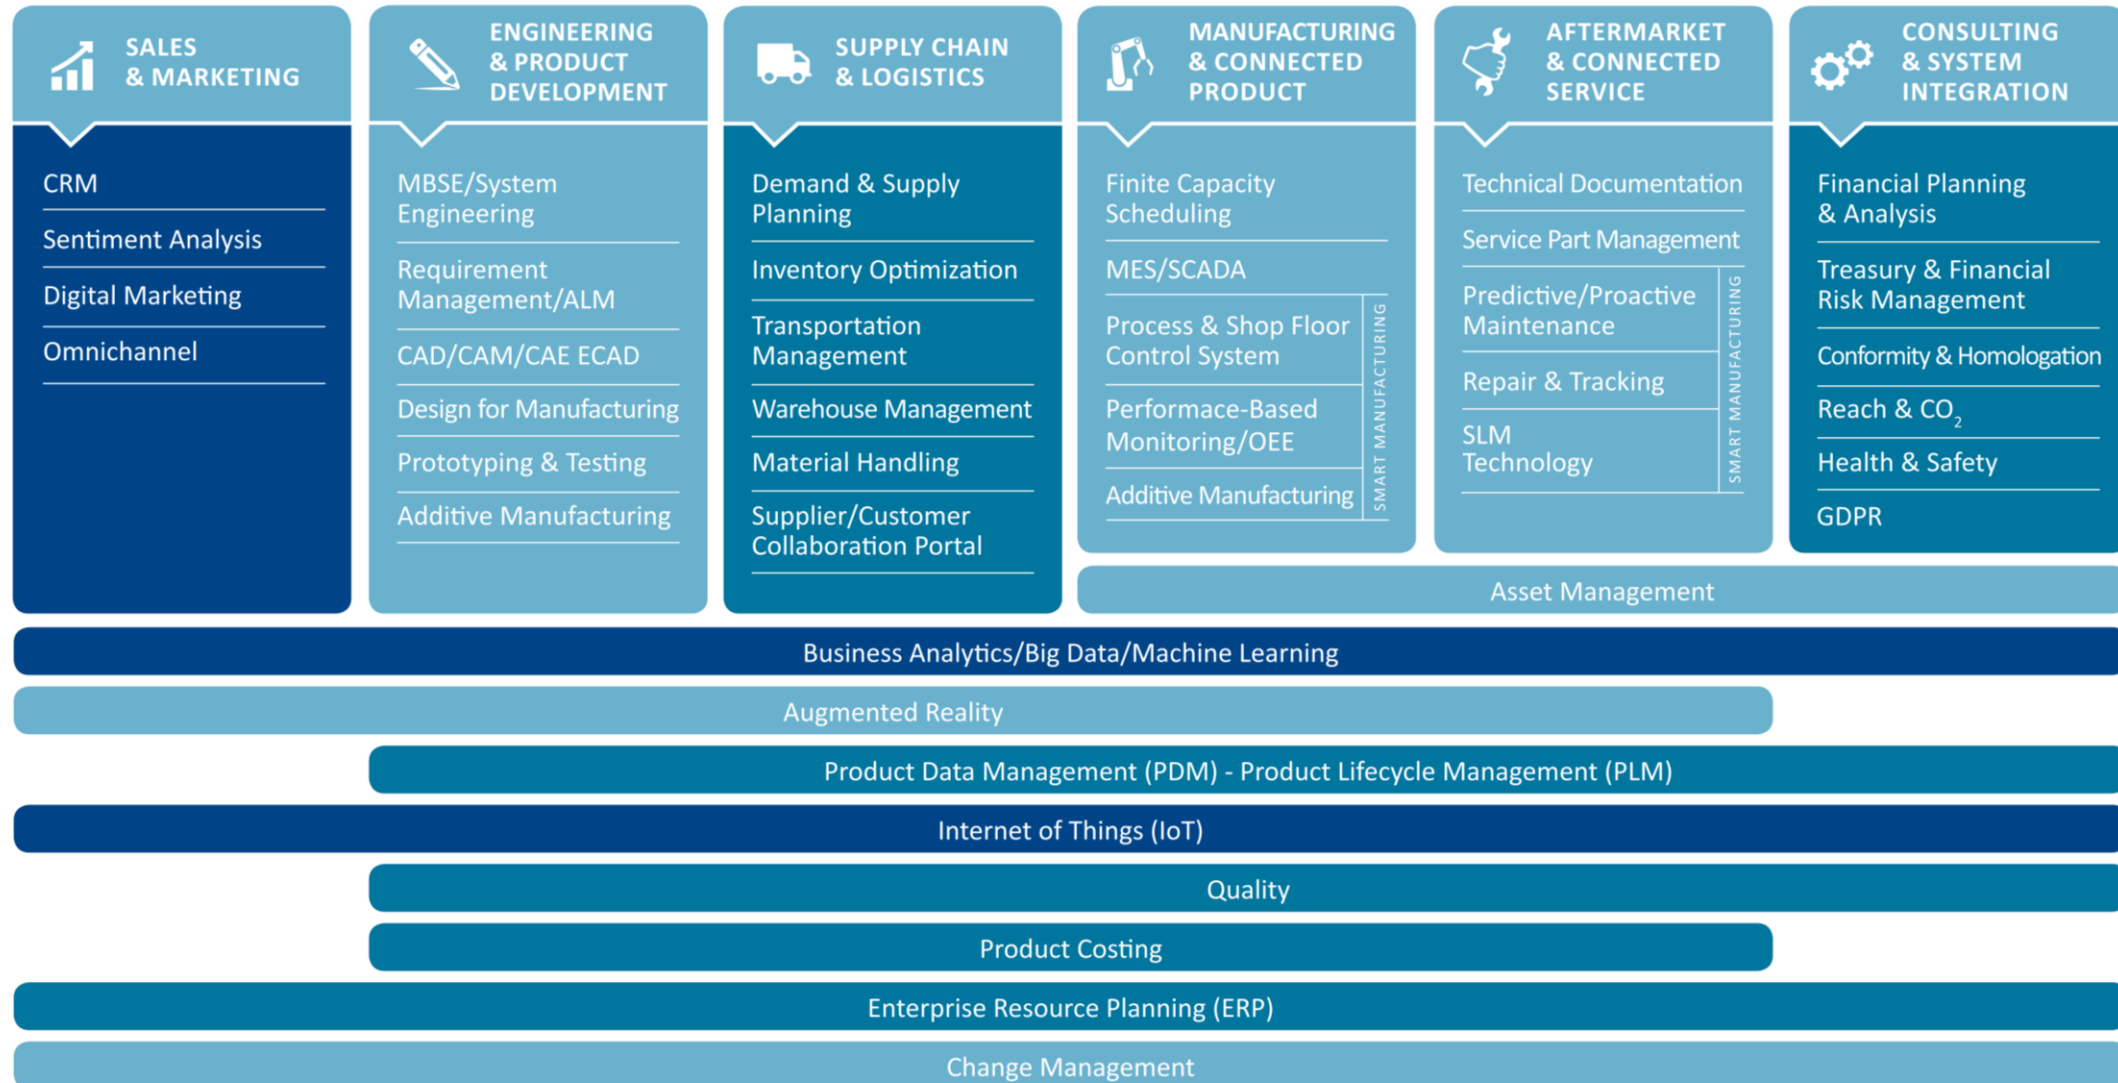 SALES
& MARKETING
CRM
Sentiment Analysis
Digital Marketing
Omnichannel
ENGINEERING
& PRODUCT
DEVELOPMENT
MBSE/System
Engineering
Requirement
Management/ALM
CAD/CAM/CAE ECAD
Design for Manufacturing
Prototyping & Testing
Additive Manufacturing
SUPPLY CHAIN
& LOGISTICS
Demand & Supply
Planning
Inventory Optimization
Transportation
Management
Warehouse Management
Material Handling
Supplier/Customer
Collaboration Portal
MANUFACTURING
& CONNECTED
PRODUCT
Finite Capacity
Scheduling
MES/SCADA
Process & Shop Floor
Control System
Performace-Based
Monitoring/OEE
Additive Manufacturing
SMART MANUFACTURING
AFTERMARKET
& CONNECTED
SERVICE
Technical Documentation
Service Part Management
Predictive/Proactive
Maintenance
Repair & Tracking
SLM
Technology
SMART MANUFACTURING
CONSULTING
& SYSTEM
INTEGRATION
Financial Planning
& Analysis
Treasury & Financial
Risk Management
Conformity & Homologation
Reach & CO₂
Health & Safety
GDPR
Asset Management
Business Analytics/Big Data/Machine Learning
Augmented Reality
Product Data Management (PDM) - Product Lifecycle Management (PLM)
Internet of Things (IoT)
Quality
Product Costing
Enterprise Resource Planning (ERP)
Change Management